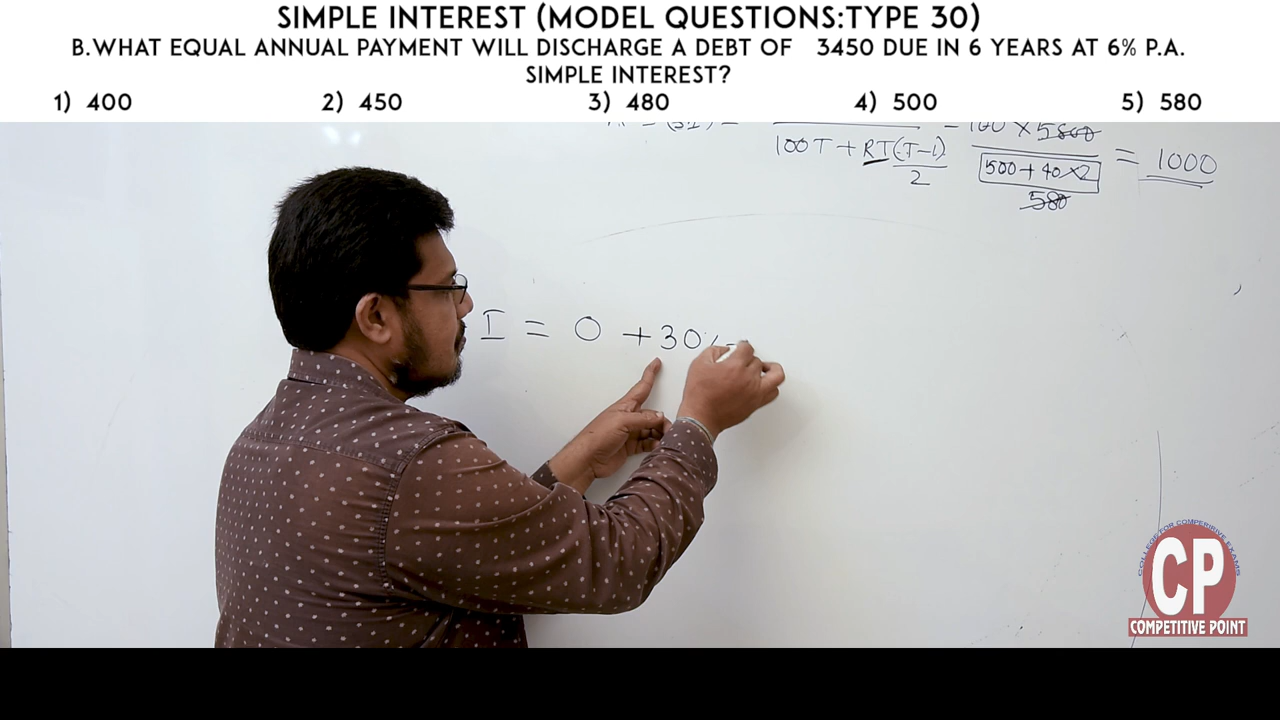 SIMPLE INTEREST (MODEL QUESTIONS:TYPE 30)
B.WHAT EQUAL ANNUAL PAYMENT WILL DISCHARGE A DEBT OF 3450 DUE IN 6 YEARS AT 6% P.A.
SIMPLE INTEREST?
1) 400 2) 450 3) 480 4) 500 5) 580
100T + RT(T-1) / 2
500 + 40 × 2
580
= 1000
I = 0 + 30%
CP
COMPETITIVE POINT